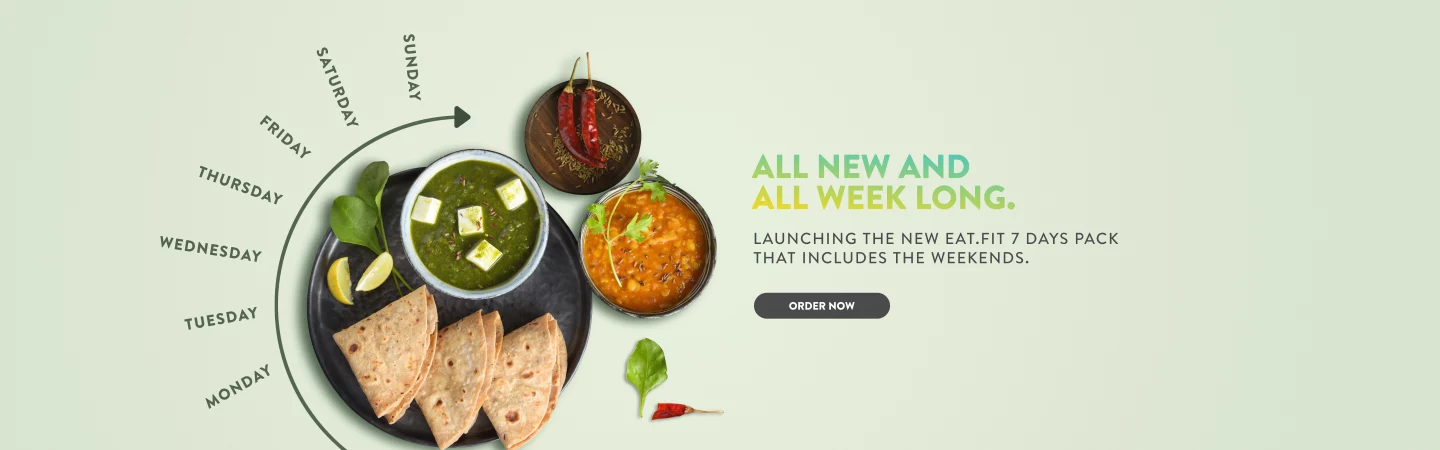 SUNDAY
SATURDAY
FRIDAY
THURSDAY
WEDNESDAY
TUESDAY
MONDAY
ALL NEW AND
ALL WEEK LONG.
LAUNCHING THE NEW EAT.FIT 7 DAYS PACK
THAT INCLUDES THE WEEKENDS.
ORDER NOW